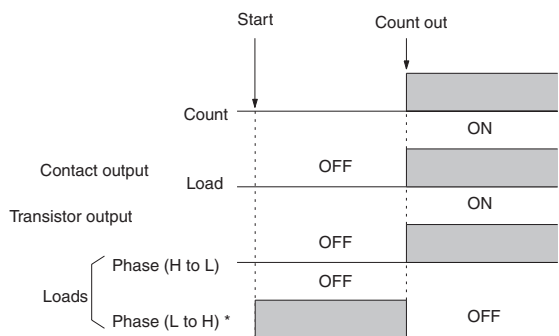 Start
Count out
Count
ON
Contact output
OFF
Load
ON
Transistor output
OFF
Phase (H to L)
OFF
Loads
Phase (L to H) *
OFF